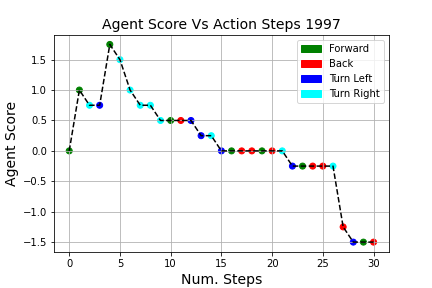 Agent Score Vs Action Steps 1997
Forward
Back
Turn Left
Turn Right
1.5
1.0
0.5
0.0
−0.5
−1.0
−1.5
Agent Score
0 5 10 15 20 25 30
Num. Steps